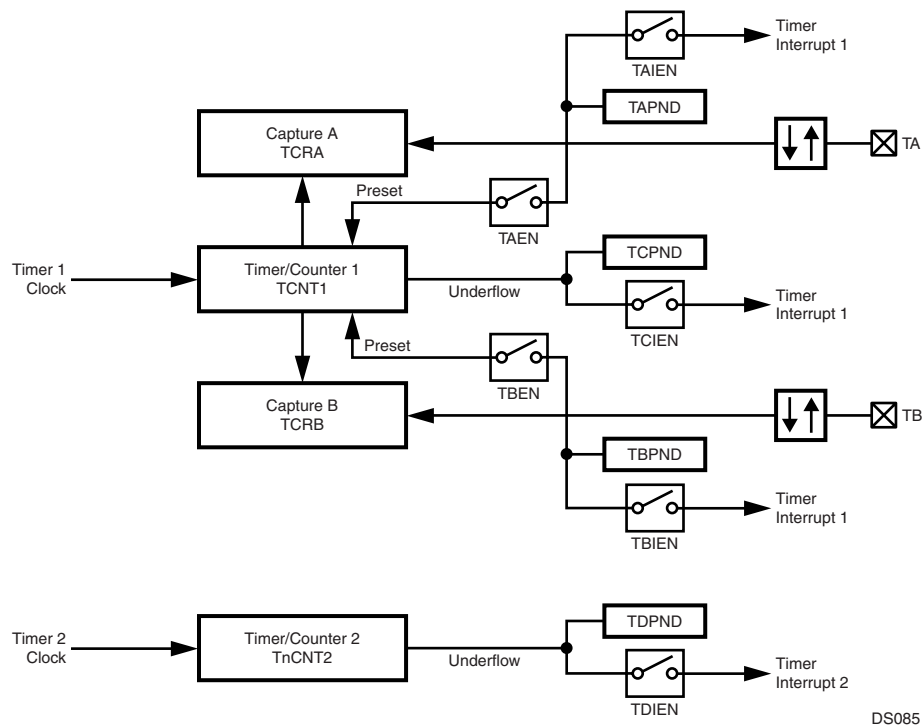 Timer
Interrupt 1
TAIEN
TAPND
Capture A
TCRA
TA
Preset
TAEN
TCPND
Timer 1
Clock
Timer/Counter 1
TCNT1
Underflow
Timer
Interrupt 1
TCIEN
Preset
TBEN
Capture B
TCRB
TB
TBPND
Timer
Interrupt 1
TBIEN
TDPND
Timer 2
Clock
Timer/Counter 2
TnCNT2
Underflow
Timer
Interrupt 2
TDIEN
DS085